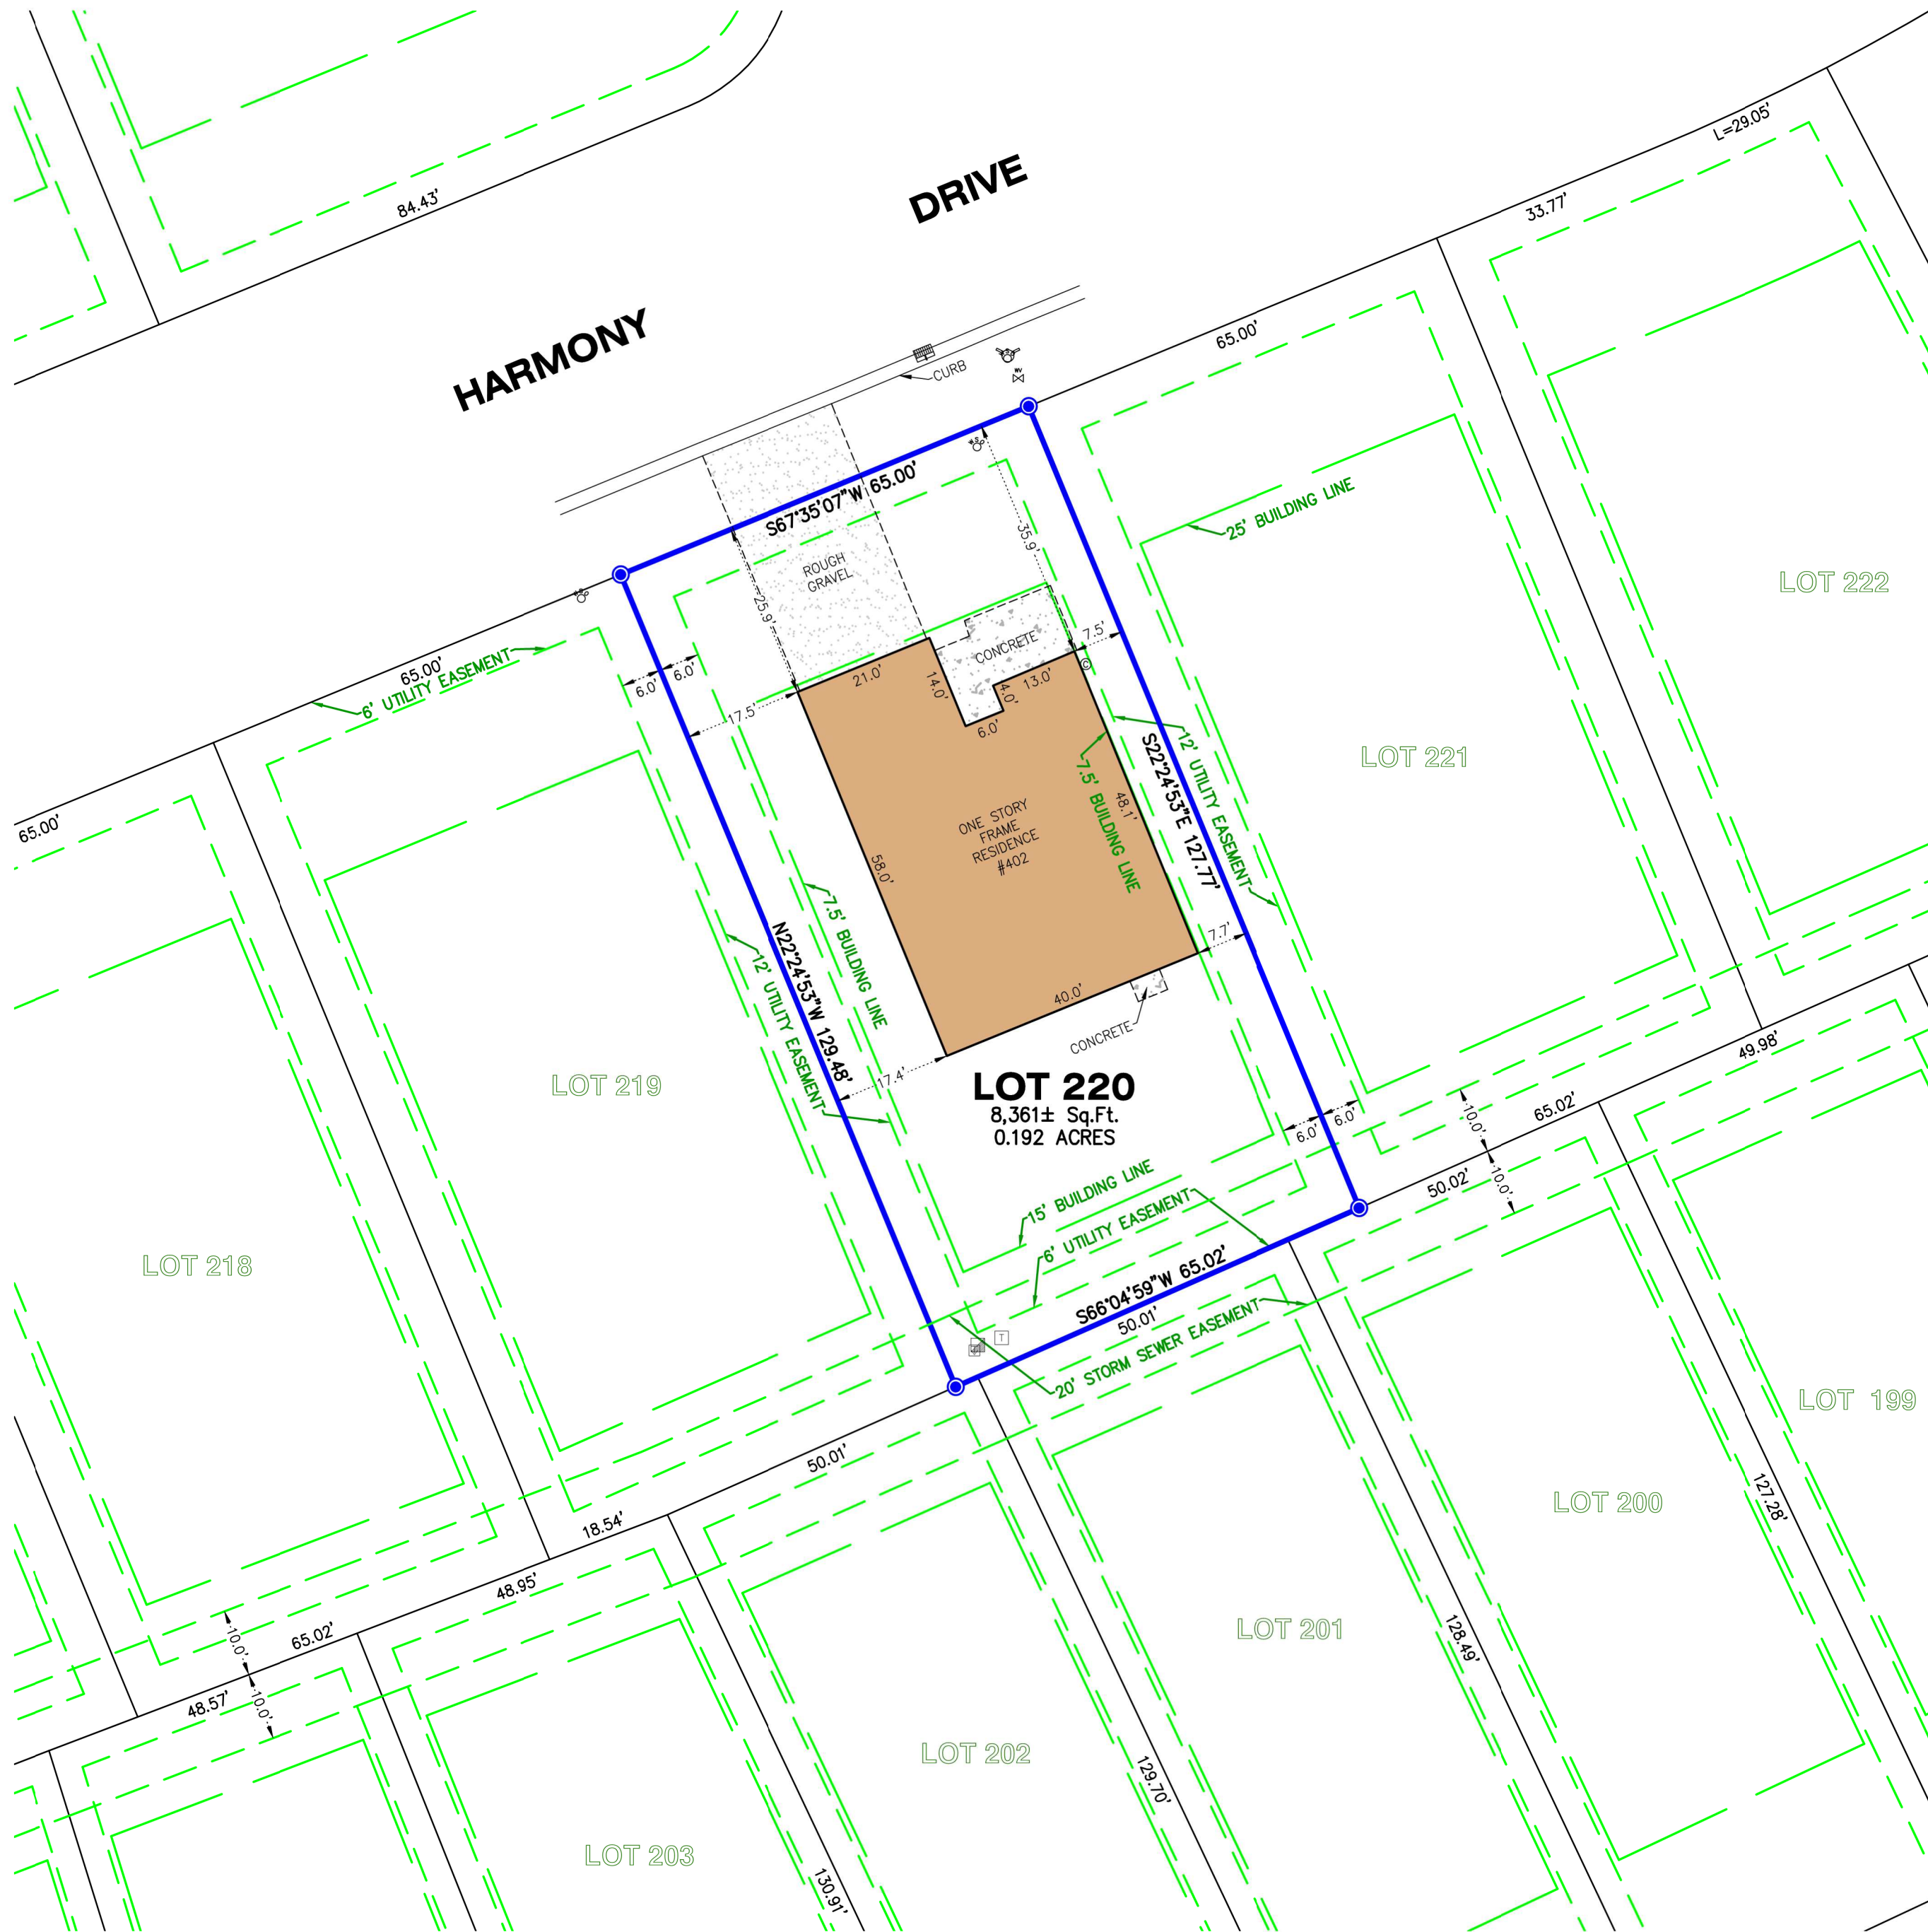 84.43'
DRIVE
L=29.05'
33.77'
HARMONY
65.00'
CURB
WV
S67°35'07"W 65.00'
25' BUILDING LINE
35.9'
ROUGH
GRAVEL
25.9'
LOT 222
6' UTILITY EASEMENT
65.00'
6.0'
6.0'
CONCRETE
7.5'
21.0'
14.0'
4.0'
13.0'
6.0'
17.5'
LOT 221
65.00'
12' UTILITY EASEMENT
S22°24'53"E 127.77'
7.5' BUILDING LINE
48.1'
ONE STORY
FRAME
RESIDENCE
#402
58.0'
7.5' BUILDING LINE
N22°24'53"W 129.48'
12' UTILITY EASEMENT
7.7'
40.0'
CONCRETE
17.4'
LOT 220
8,361± Sq.Ft.
0.192 ACRES
LOT 219
49.98'
65.02'
6.0'
6.0'
10.0'
10.0'
50.02'
15' BUILDING LINE
6' UTILITY EASEMENT
S66°04'59"W 65.02'
50.01'
20' STORM SEWER EASEMENT
T
LOT 218
LOT 199
50.01'
LOT 200
127.28'
18.54'
48.95'
65.02'
10.0'
10.0'
48.57'
LOT 201
128.49'
LOT 202
129.70'
LOT 203
130.91'